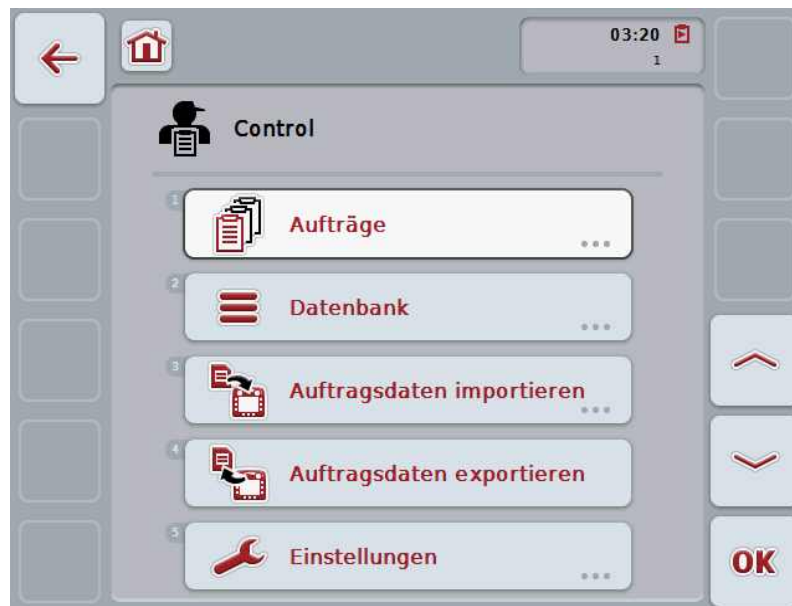 03:20
1
Control
1
Aufträge
2
Datenbank
3
Auftragsdaten importieren
4
Auftragsdaten exportieren
5
Einstellungen
OK